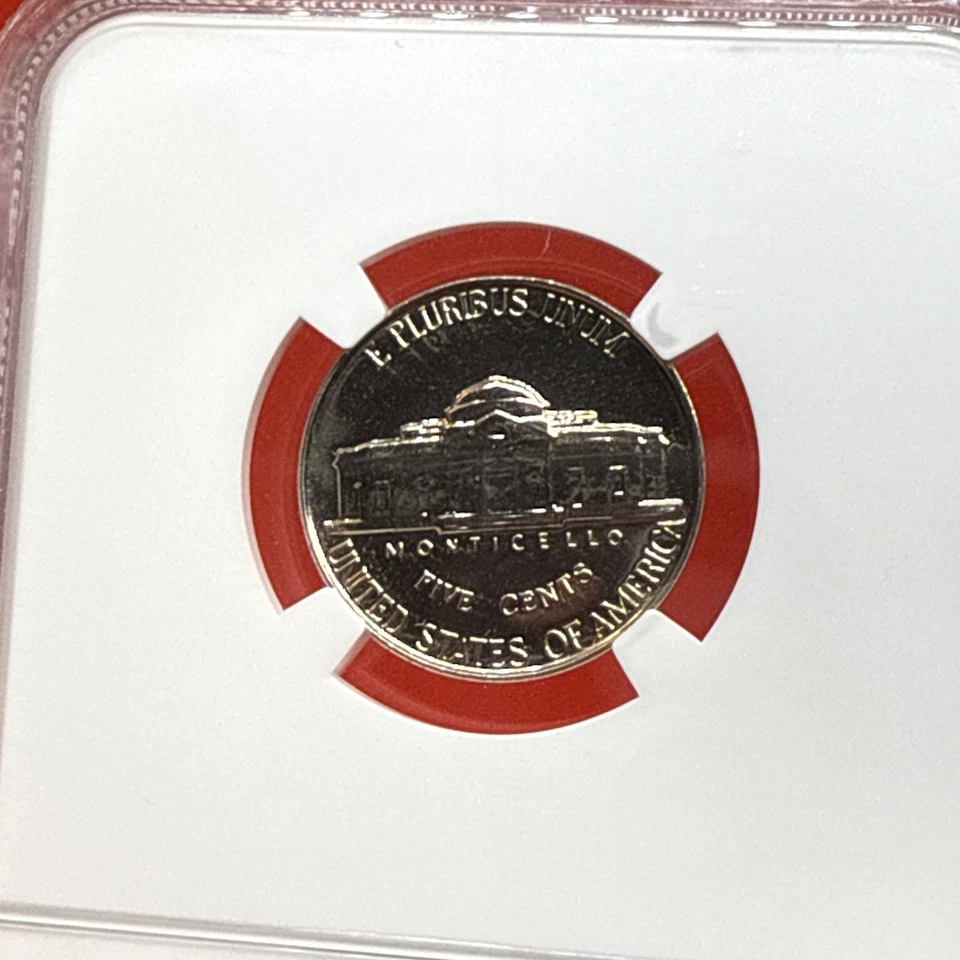 E PLURIBUS UNUM
MONTICELLO
FIVE CENTS
UNITED STATES OF AMERICA